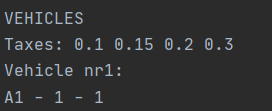 VEHICLES
Taxes: 0.1 0.15 0.2 0.3
Vehicle nr1:
A1 - 1 - 1